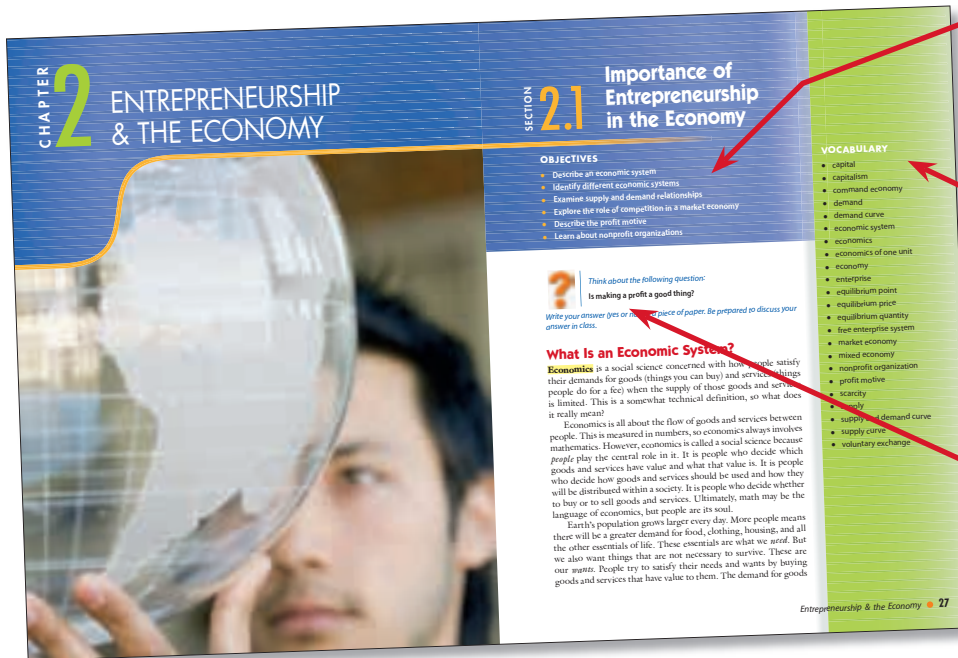 CHAPTER
2
ENTREPRENEURSHIP
& THE ECONOMY
SECTION
2.1
Importance of
Entrepreneurship
in the Economy
OBJECTIVES
• Describe an economic system
• Identify different economic systems
• Examine supply and demand relationships
• Explore the role of competition in a market economy
• Describe the profit motive
• Learn about nonprofit organizations
?
Think about the following question:
Is making a profit a good thing?
Write your answer (yes or piece of paper. Be prepared to discuss your
answer in class.
What Is an Economic System?
Economics is a social science concerned with how people satisfy
their demands for goods (things you can buy) and services (things
people do for a fee) when the supply of those goods and services
is limited. This is a somewhat technical definition, so what does
it really mean?
Economics is all about the flow of goods and services between
people. This is measured in numbers, so economics always involves
mathematics. However, economics is called a social science because
people play the central role in it. It is people who decide which
goods and services have value and what that value is. It is people
who decide how goods and services should be used and how they
will be distributed within a society. It is people who decide whether
to buy or to sell goods and services. Ultimately, math may be the
language of economics, but people are its soul.
Earth's population grows larger every day. More people means
there will be a greater demand for food, clothing, housing, and all
the other essentials of life. These essentials are what we need. But
we also want things that are not necessary to survive. These are
our wants. People try to satisfy their needs and wants by buying
goods and services that have value to them. The demand for goods
VOCABULARY
• capital
• capitalism
• command economy
• demand
• demand curve
• economic system
• economics
• economics of one unit
• economy
• enterprise
• equilibrium point
• equilibrium price
• equilibrium quantity
• free enterprise system
• market economy
• mixed economy
• nonprofit organization
• profit motive
• scarcity
• supply
• supply and demand curve
• supply curve
• voluntary exchange
Entrepreneurship & the Economy • 27